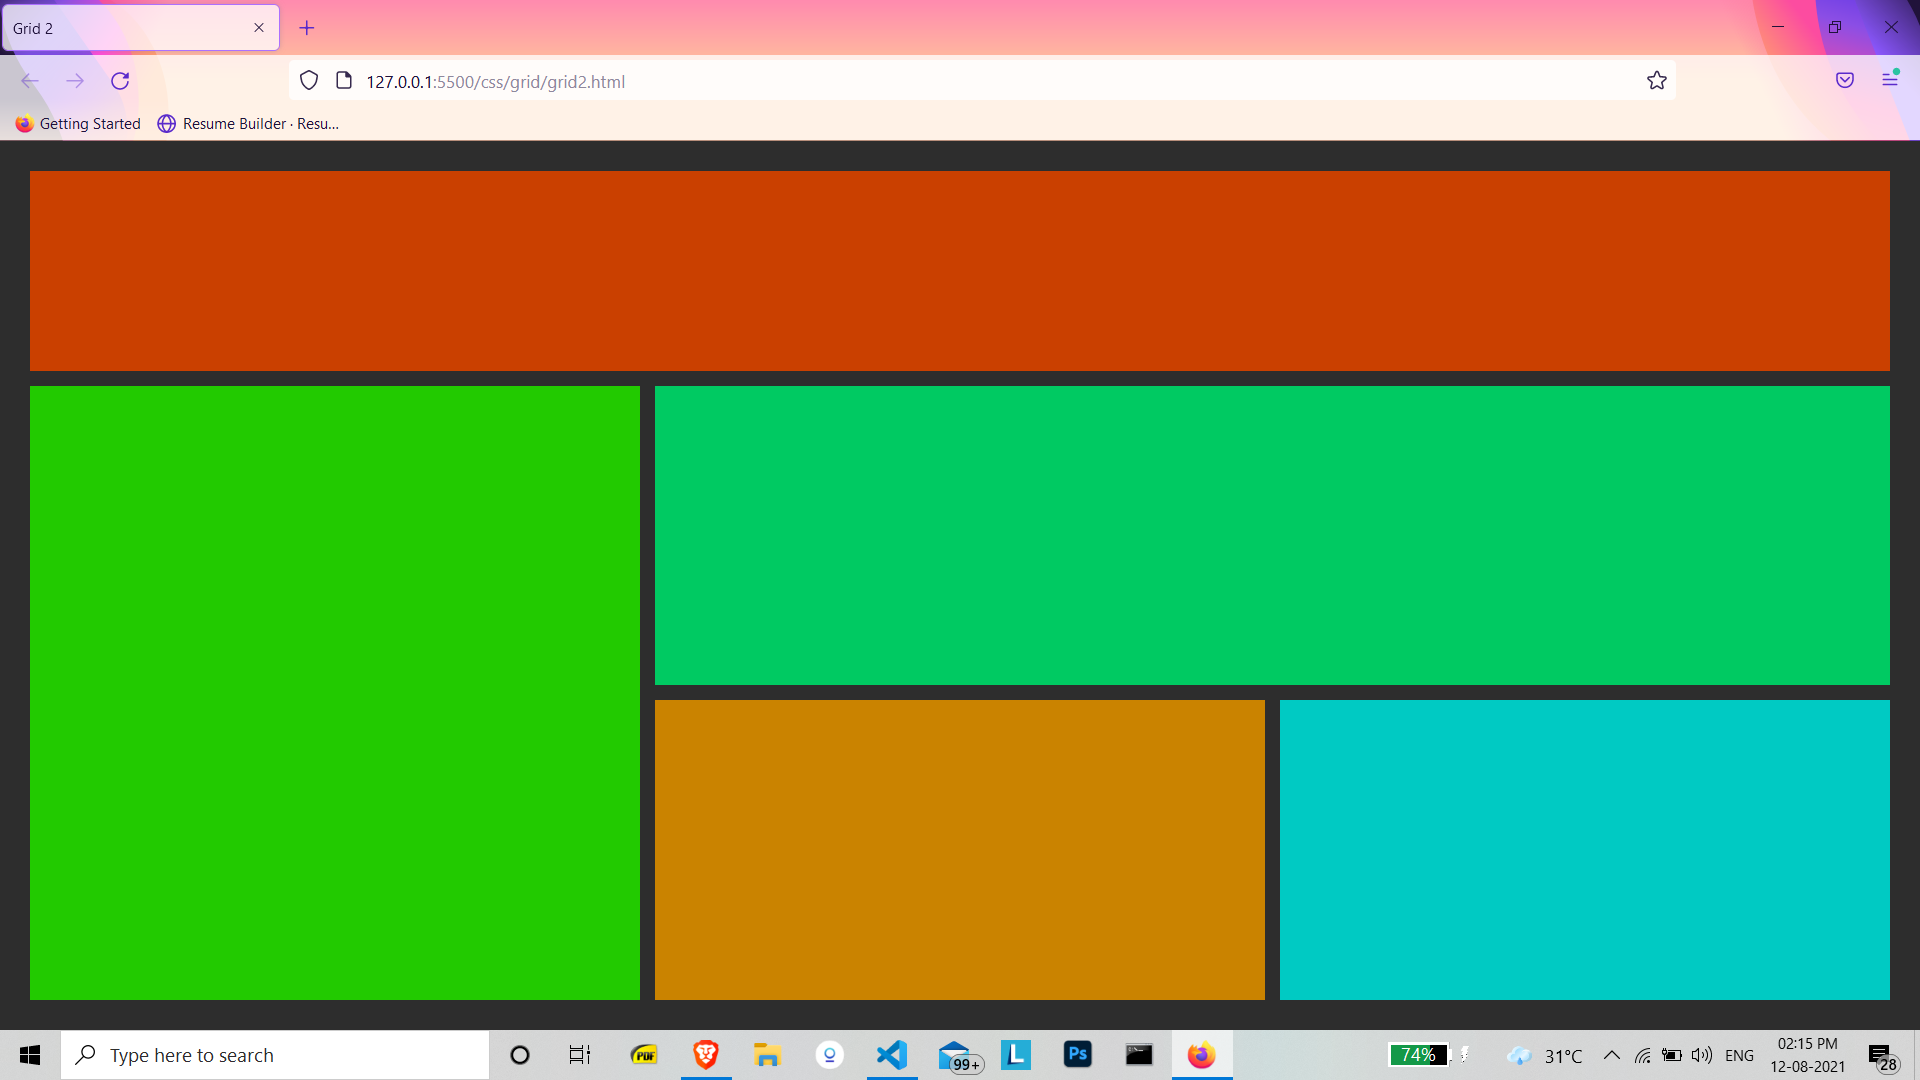 Grid 2
127.0.0.1:5500/css/grid/grid2.html
Getting Started
Resume Builder · Resu...
Type here to search
PDF
99+
L
Ps
74%
31°C
ENG
02:15 PM
12-08-2021
28